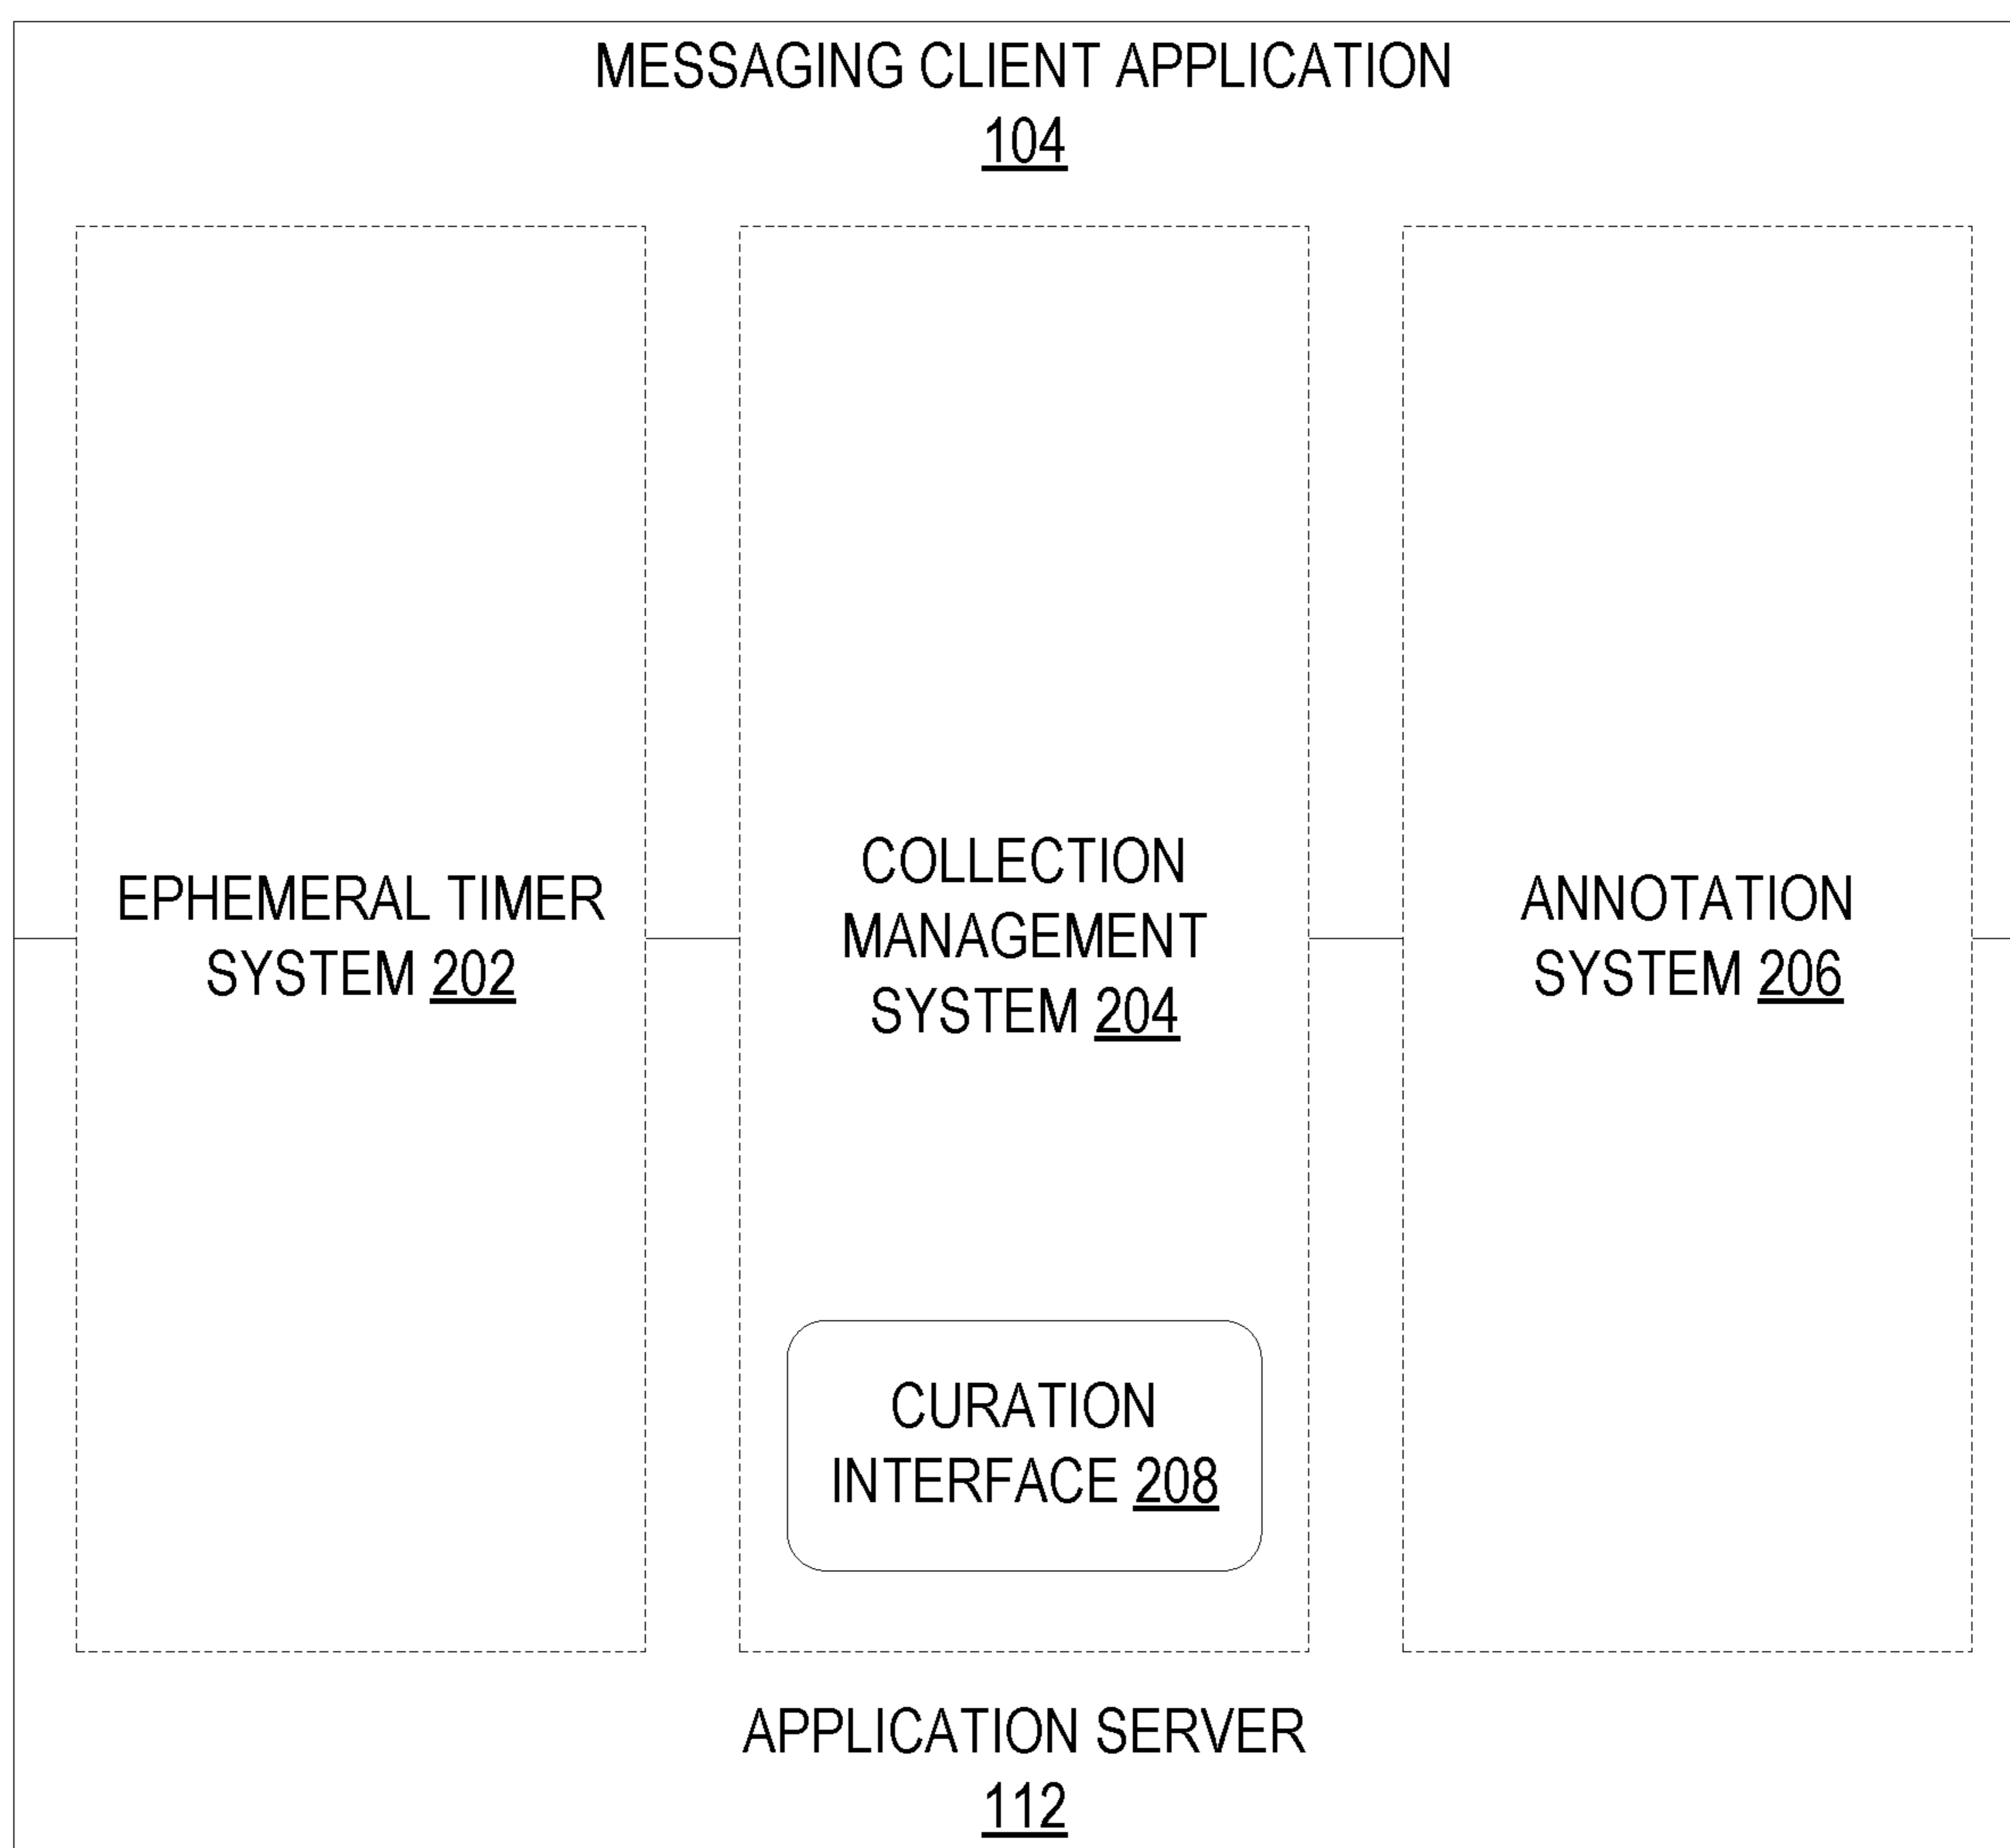 MESSAGING CLIENT APPLICATION
104
EPHEMERAL TIMER
SYSTEM 202
COLLECTION
MANAGEMENT
SYSTEM 204
ANNOTATION
SYSTEM 206
CURATION
INTERFACE 208
APPLICATION SERVER
112